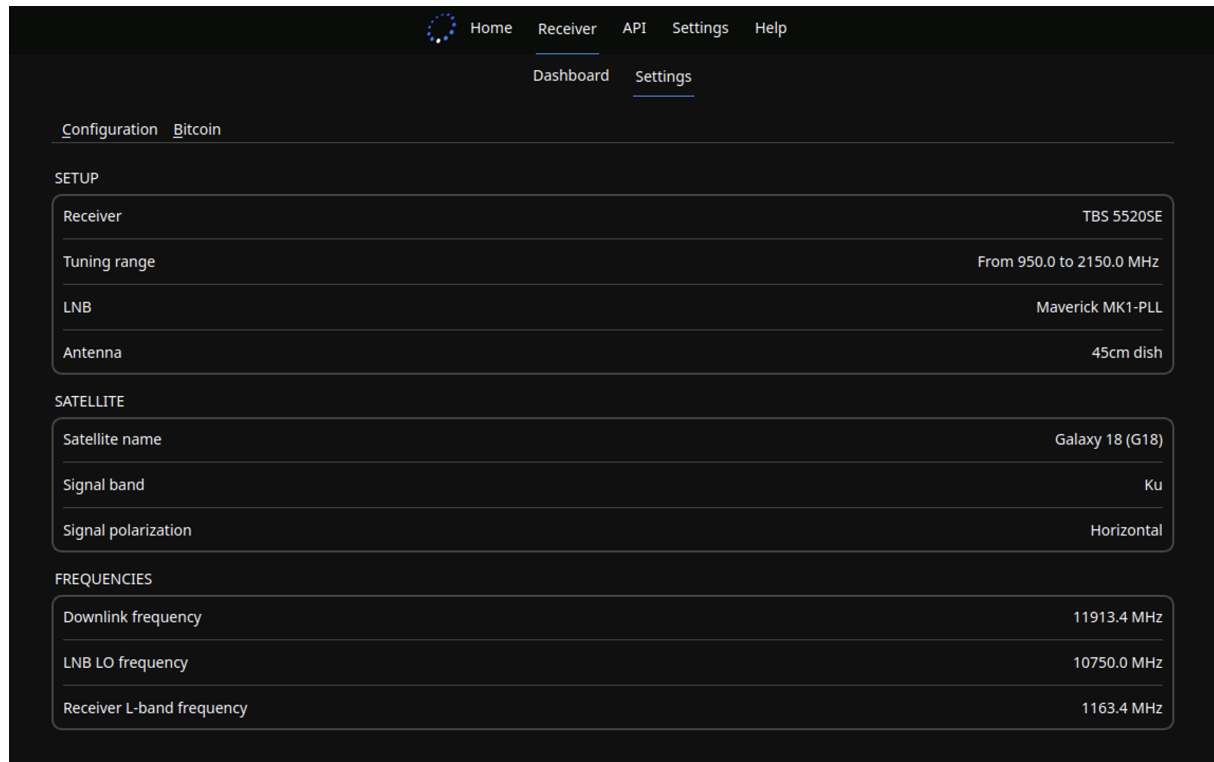 Home Receiver API Settings Help
Dashboard Settings
Configuration Bitcoin
SETUP
Receiver TBS 5520SE
Tuning range From 950.0 to 2150.0 MHz
LNB Maverick MK1-PLL
Antenna 45cm dish
SATELLITE
Satellite name Galaxy 18 (G18)
Signal band Ku
Signal polarization Horizontal
FREQUENCIES
Downlink frequency 11913.4 MHz
LNB LO frequency 10750.0 MHz
Receiver L-band frequency 1163.4 MHz